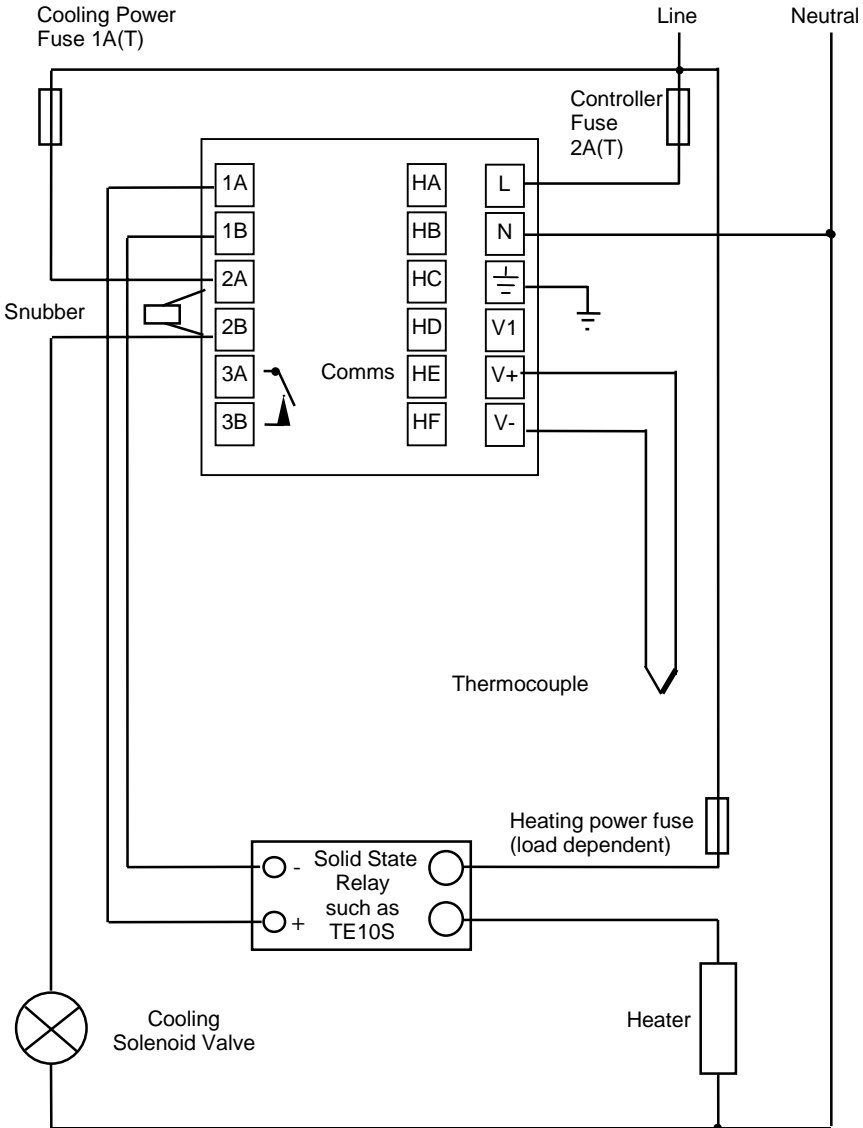 Cooling Power
Fuse 1A(T)
Line
Neutral
Controller
Fuse
2A(T)
1A
HA
L
1B
HB
N
2A
HC
Snubber
2B
HD
V1
3A
Comms
HE
V+
3B
HF
V-
Thermocouple
Heating power fuse
(load dependent)
- Solid State
Relay
such as
+ TE10S
Cooling
Solenoid Valve
Heater